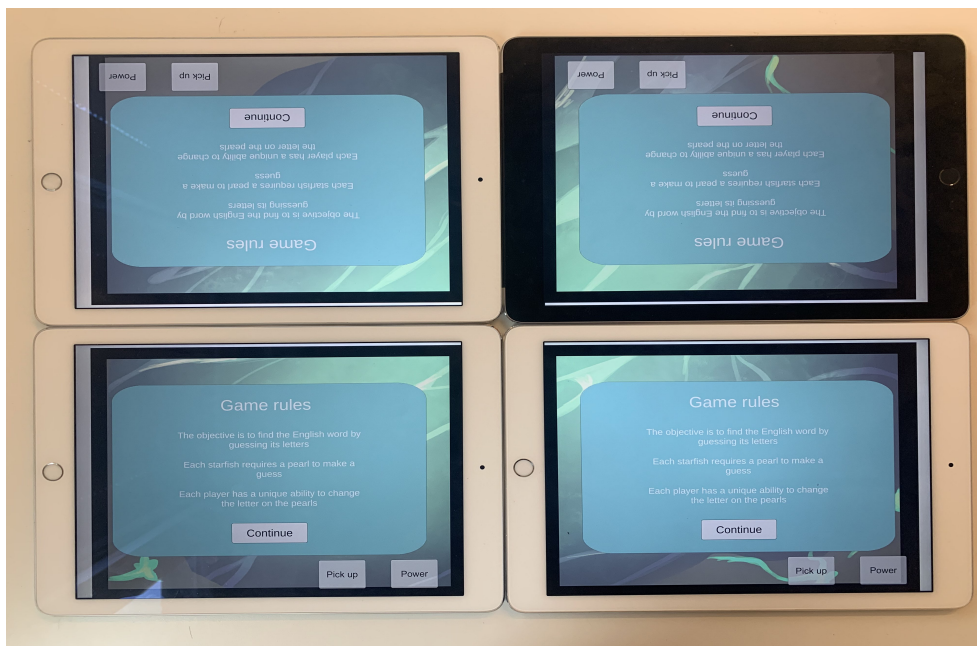 Power
Pick up
Continue
Each player has a unique ability to change
the letter on the pearls
Each starfish requires a pearl to make a
guess
The objective is to find the English word by
guessing its letters
Game rules
Power
Pick up
Continue
Each player has a unique ability to change
the letter on the pearls
Each starfish requires a pearl to make a
guess
The objective is to find the English word by
guessing its letters
Game rules
Game rules
The objective is to find the English word by
guessing its letters
Each starfish requires a pearl to make a
guess
Each player has a unique ability to change
the letter on the pearls
Continue
Pick up
Power
Game rules
The objective is to find the English word by
guessing its letters
Each starfish requires a pearl to make a
guess
Each player has a unique ability to change
the letter on the pearls
Continue
Pick up
Power